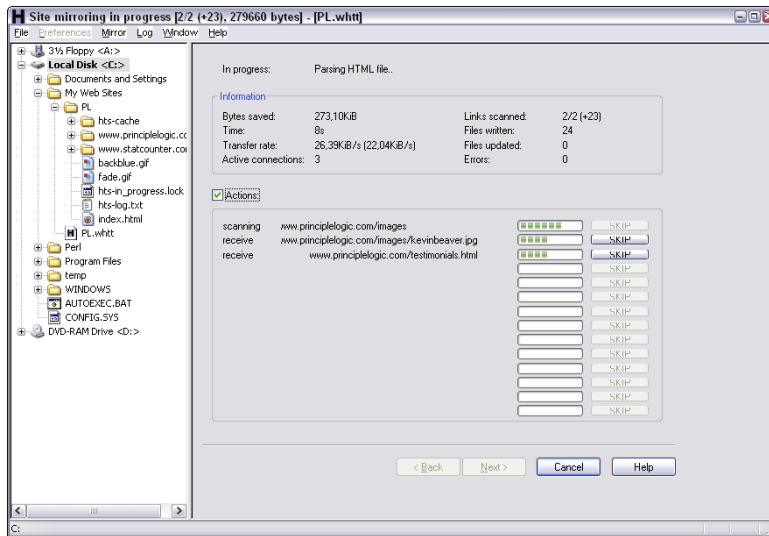 Site mirroring in progress [2/2 (+23), 279660 bytes] - [PL.whtt]
File Preferences Mirror Log Window Help
3½ Floppy <A:>
Local Disk <C:>
Documents and Settings
My Web Sites
PL
hts-cache
www.principlelogic.cc
www.statcounter.cor
backblue.gif
fade.gif
hts-in_progress.lock
hts-log.txt
index.html
PL.whtt
Perl
Program Files
temp
WINDOWS
AUTOEXEC.BAT
CONFIG.SYS
DVD-RAM Drive <D:>
In progress: Parsing HTML file..
Information
Bytes saved: 273,10KiB Links scanned: 2/2 (+23)
Time: 8s Files written: 24
Transfer rate: 26,39KiB/s (22,04KiB/s) Files updated: 0
Active connections: 3 Errors: 0
Actions:
scanning www.principlelogic.com/images SKIP
receive www.principlelogic.com/images/kevinbeaver.jpg SKIP
receive www.principlelogic.com/testimonials.html SKIP
SKIP
SKIP
SKIP
SKIP
SKIP
SKIP
SKIP
SKIP
SKIP
SKIP
SKIP
< Back Next > Cancel Help
C: